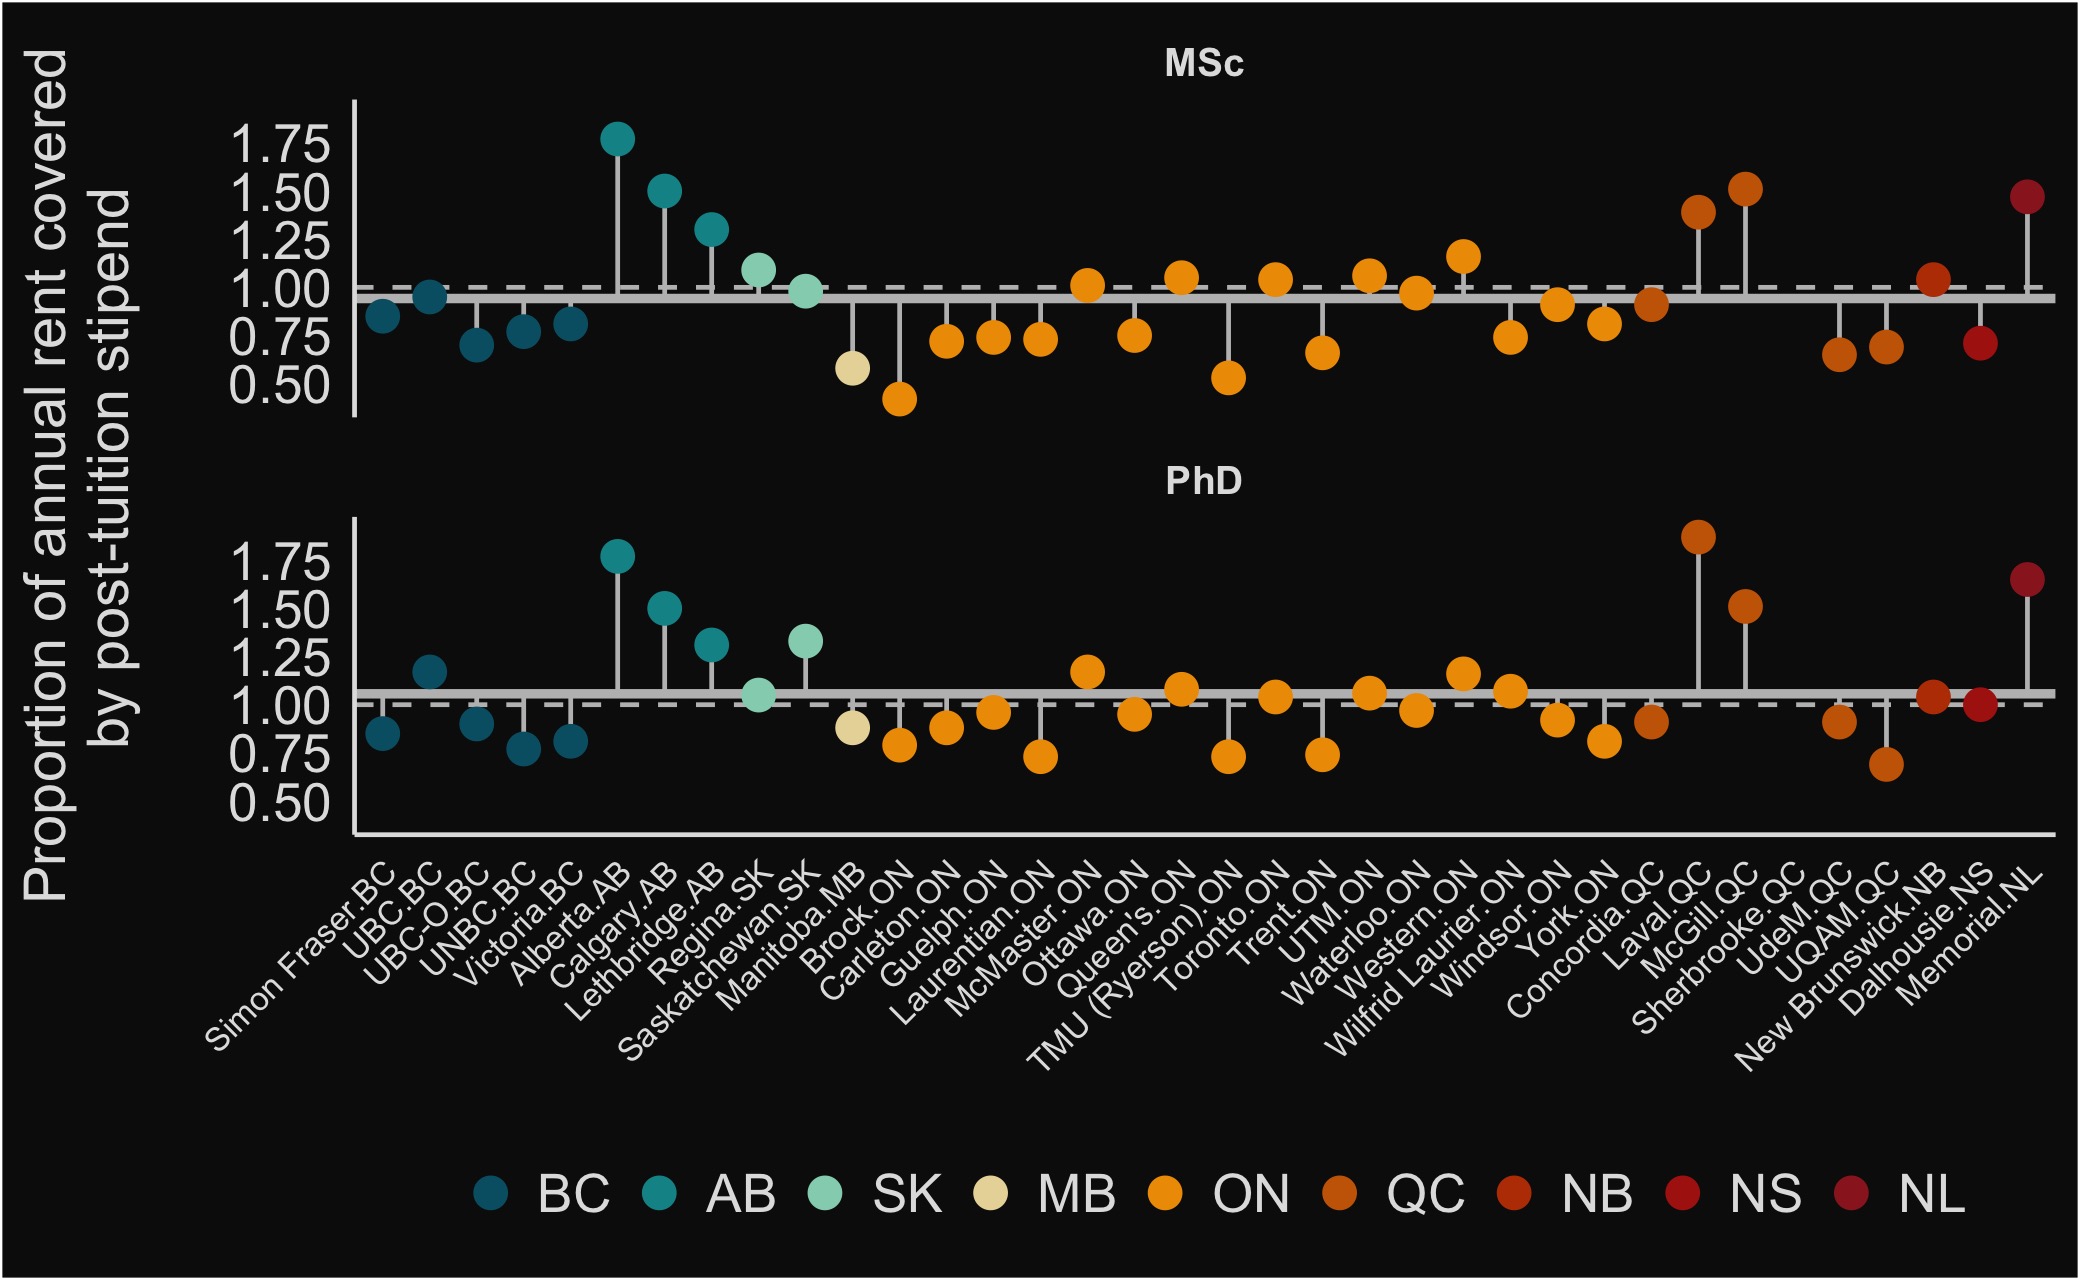 Proportion of annual rent covered
by post-tuition stipend
MSc
1.75
1.50
1.25
1.00
0.75
0.50
PhD
1.75
1.50
1.25
1.00
0.75
0.50
Simon Fraser.BC
UBC.BC
UBC-O.BC
UNBC.BC
Victoria.BC
Alberta.AB
Calgary.AB
Lethbridge.AB
Regina.SK
Saskatchewan.SK
Manitoba.MB
Brock.ON
Carleton.ON
Guelph.ON
Laurentian.ON
McMaster.ON
Ottawa.ON
Queen's.ON
TMU (Ryerson).ON
Toronto.ON
Trent.ON
UTM.ON
Waterloo.ON
Western.ON
Wilfrid Laurier.ON
Windsor.ON
York.ON
Concordia.QC
Laval.QC
McGill.QC
Sherbrooke.QC
UdeM.QC
UQAM.QC
New Brunswick.NB
Dalhousie.NS
Memorial.NL
BC AB SK MB ON QC NB NS NL